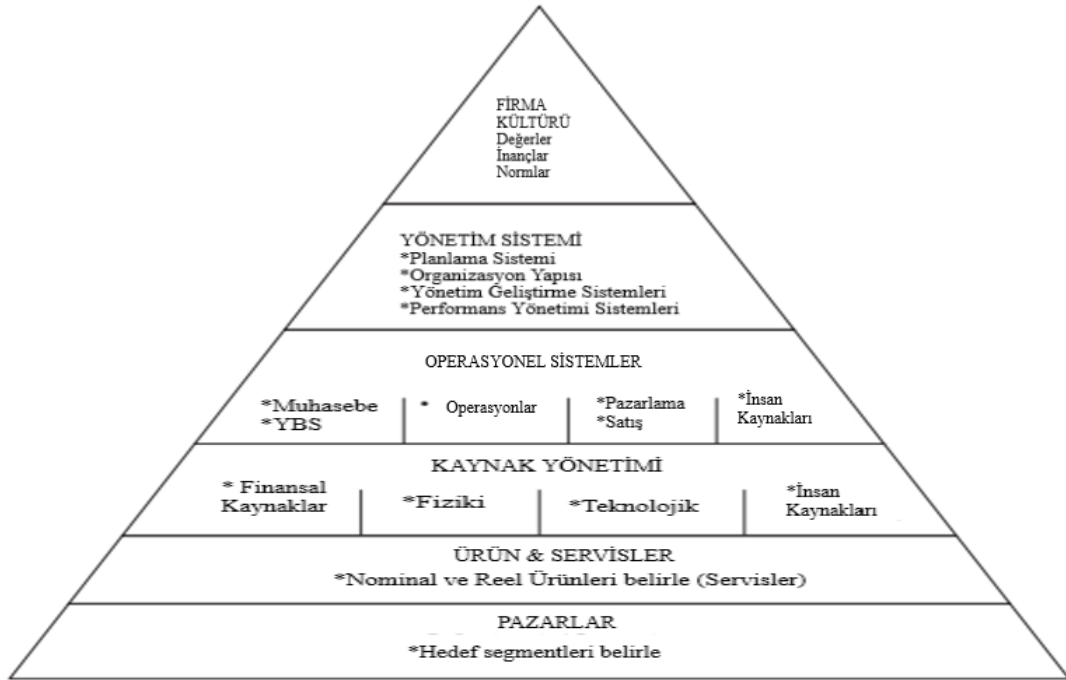 FİRMA
KÜLTÜRÜ
Değerler
İnançlar
Normlar
YÖNETİM SİSTEMİ
*Planlama Sistemi
*Organizasyon Yapısı
*Yönetim Geliştirme Sistemleri
*Performans Yönetimi Sistemleri
OPERASYONEL SİSTEMLER
*Muhasebe
*YBS
* Operasyonlar
*Pazarlama
*Satış
*İnsan
Kaynakları
KAYNAK YÖNETİMİ
* Finansal
Kaynaklar
*Fiziki
*Teknolojik
*İnsan
Kaynakları
ÜRÜN & SERVİSLER
*Nominal ve Reel Ürünleri belirle (Servisler)
PAZARLAR
*Hedef segmentleri belirle